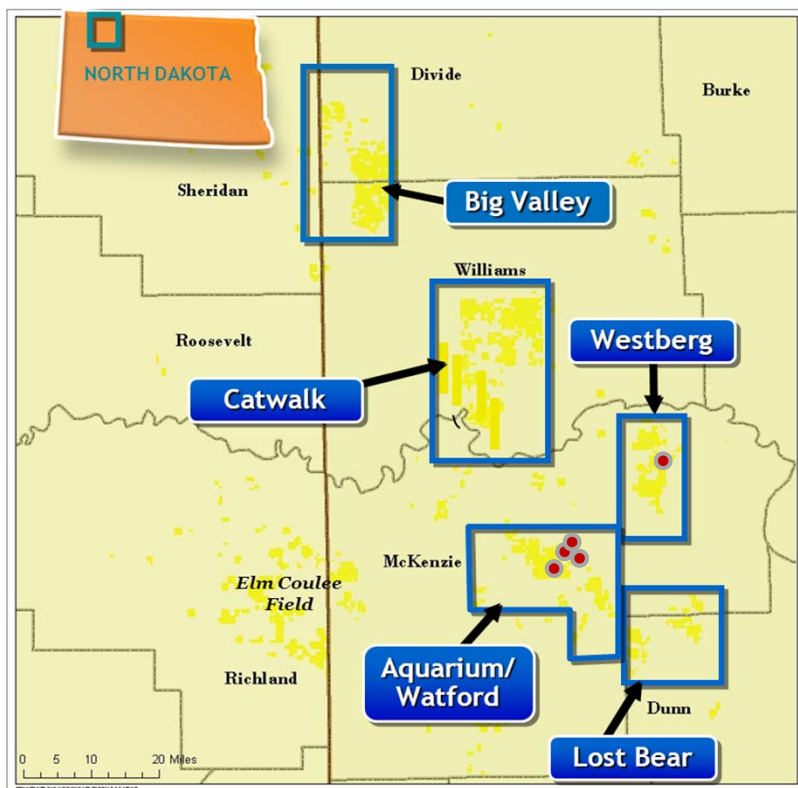 NORTH DAKOTA
Divide
Burke
Sheridan
Big Valley
Williams
Roosevelt
Westberg
Catwalk
McKenzie
Elm Coulee
Field
Richland
Aquarium/
Watford
Dunn
Lost Bear
0 5 10 20 Miles